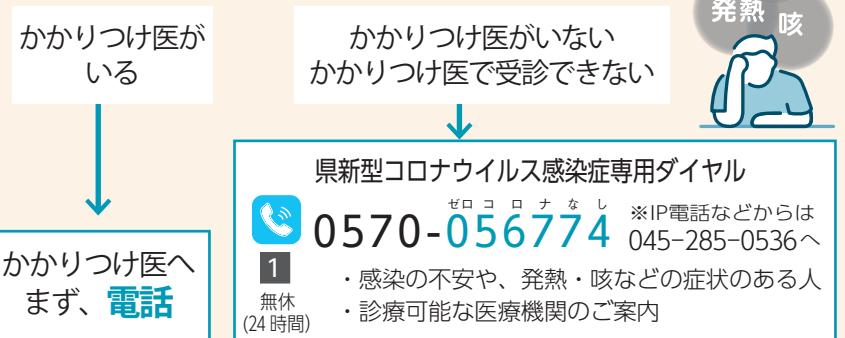 発熱
咳
かかりつけ医が
いる
かかりつけ医がいない
かかりつけ医で受診できない
かかりつけ医へ
まず、電話
県新型コロナウイルス感染症専用ダイヤル
ゼロ コ ロ ナ な し
0570-056774
※IP電話などからは
045-285-0536へ
1
無休
(24時間)
・感染の不安や、発熱・咳などの症状のある人
・診療可能な医療機関のご案内